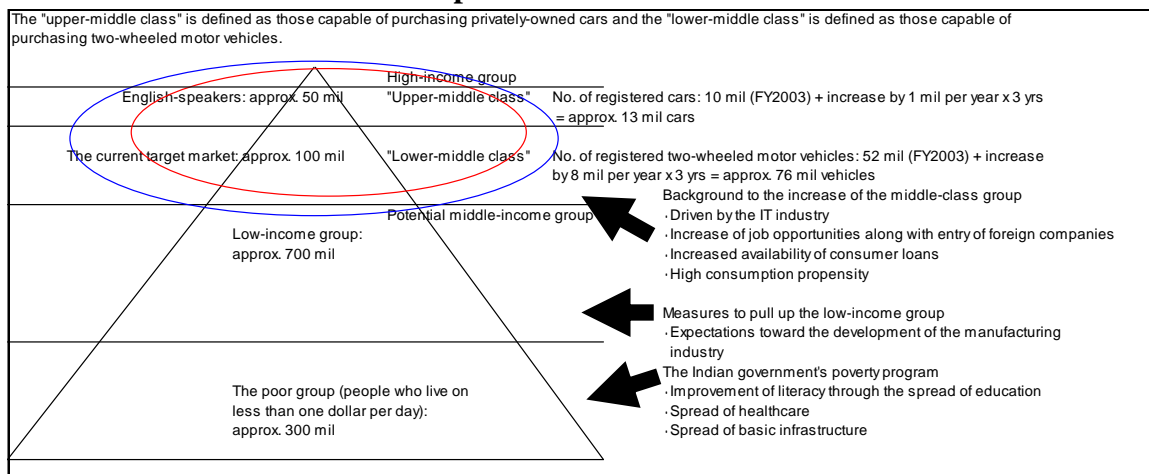 The "upper-middle class" is defined as those capable of purchasing privately-owned cars and the "lower-middle class" is defined as those capable of
purchasing two-wheeled motor vehicles.
High-income group
English-speakers: approx. 50 mil
"Upper-middle class"
No. of registered cars: 10 mil (FY2003) + increase by 1 mil per year x 3 yrs
= approx. 13 mil cars
The current target market: approx. 100 mil
"Lower-middle class"
No. of registered two-wheeled motor vehicles: 52 mil (FY2003) + increase
by 8 mil per year x 3 yrs = approx. 76 mil vehicles
Potential middle-income group
Background to the increase of the middle-class group
·Driven by the IT industry
·Increase of job opportunities along with entry of foreign companies
·Increased availability of consumer loans
·High consumption propensity
Low-income group:
approx. 700 mil
Measures to pull up the low-income group
·Expectations toward the development of the manufacturing
industry
The poor group (people who live on
less than one dollar per day):
approx. 300 mil
The Indian government's poverty program
·Improvement of literacy through the spread of education
·Spread of healthcare
·Spread of basic infrastructure